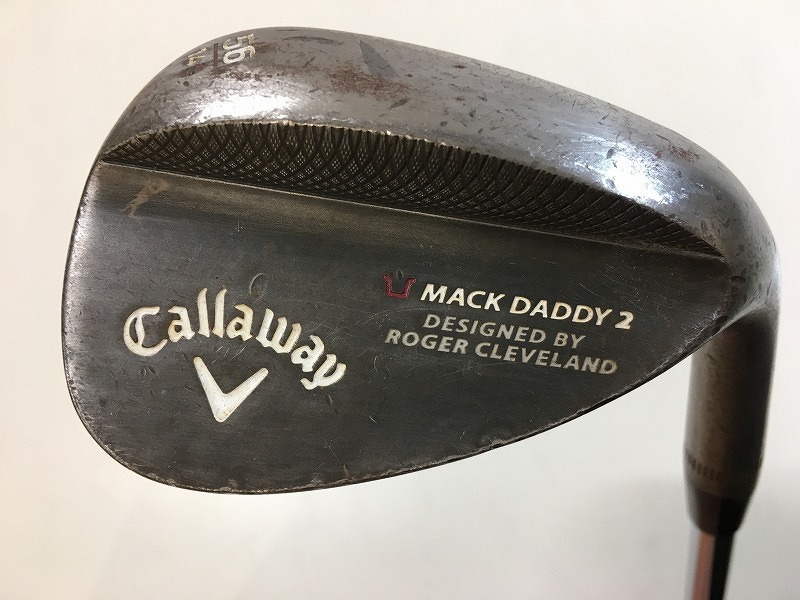 56
14
Callaway
MACK DADDY 2
DESIGNED BY
ROGER CLEVELAND